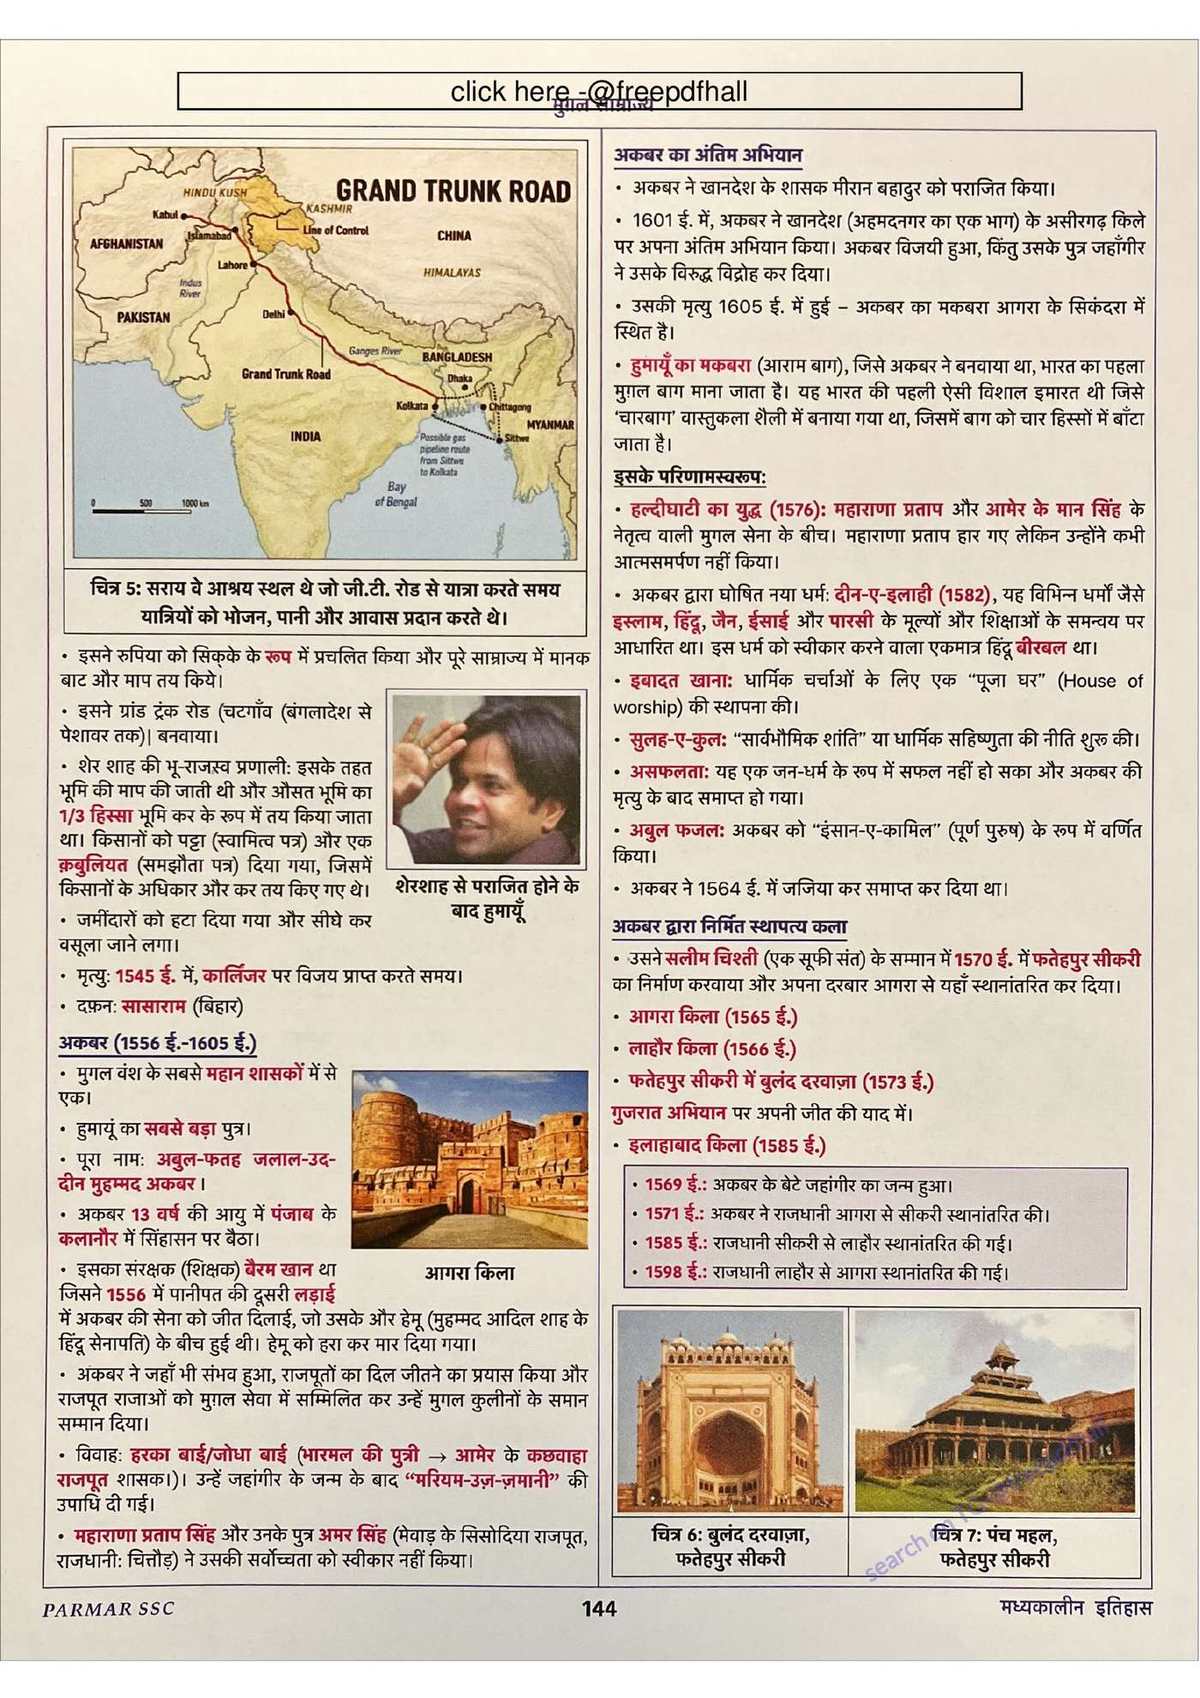 click here -@freepdfhall
मुग़ल साम्राज्य
GRAND TRUNK ROAD
HINDU KUSH
KASHMIR
Kabul
Islamabad
Line of Control
AFGHANISTAN
CHINA
Lahore
HIMALAYAS
Indus
River
PAKISTAN
Delhi
Ganges River
BANGLADESH
Grand Trunk Road
Dhaka
Kolkata
Chittagong
MYANMAR
INDIA
Possible gas
pipeline route
from Sittwe
to Kolkata
Sittwe
Bay
of Bengal
0 500 1000 km
चित्र 5: सराय वे आश्रय स्थल थे जो जी.टी. रोड से यात्रा करते समय
यात्रियों को भोजन, पानी और आवास प्रदान करते थे।
• इसने रुपिया को सिक्के के रूप में प्रचलित किया और पूरे साम्राज्य में मानक
बाट और माप तय किये।
• इसने ग्रांड ट्रंक रोड (चटगाँव (बंगलादेश से
पेशावर तक)| बनवाया।
• शेर शाह की भू-राजस्व प्रणाली: इसके तहत
भूमि की माप की जाती थी और औसत भूमि का
1/3 हिस्सा भूमि कर के रूप में तय किया जाता
था। किसानों को पट्टा (स्वामित्व पत्र) और एक
क़बुलियत (समझौता पत्र) दिया गया, जिसमें
किसानों के अधिकार और कर तय किए गए थे।
• जमींदारों को हटा दिया गया और सीधे कर
वसूला जाने लगा।
शेरशाह से पराजित होने के
बाद हुमायूँ
• मृत्यु: 1545 ई. में, कालिंजर पर विजय प्राप्त करते समय।
• दफ़न: सासाराम (बिहार)
अकबर (1556 ई.-1605 ई.)
• मुगल वंश के सबसे महान शासकों में से
एक।
• हुमायूं का सबसे बड़ा पुत्र।
• पूरा नाम: अबुल-फतह जलाल-उद-
दीन मुहम्मद अकबर ।
• अकबर 13 वर्ष की आयु में पंजाब के
कलानौर में सिंहासन पर बैठा।
• इसका संरक्षक (शिक्षक) बैरम खान था
जिसने 1556 में पानीपत की दूसरी लड़ाई
आगरा किला
में अकबर की सेना को जीत दिलाई, जो उसके और हेमू (मुहम्मद आदिल शाह के
हिंदू सेनापति) के बीच हुई थी। हेमू को हरा कर मार दिया गया।
• अकबर ने जहाँ भी संभव हुआ, राजपूतों का दिल जीतने का प्रयास किया और
राजपूत राजाओं को मुग़ल सेवा में सम्मिलित कर उन्हें मुगल कुलीनों के समान
सम्मान दिया।
• विवाह: हरका बाई/जोधा बाई (भारमल की पुत्री → आमेर के कछवाहा
राजपूत शासक।)। उन्हें जहांगीर के जन्म के बाद “मरियम-उज़-ज़मानी” की
उपाधि दी गई।
• महाराणा प्रताप सिंह और उनके पुत्र अमर सिंह (मेवाड़ के सिसोदिया राजपूत,
राजधानी: चित्तौड़) ने उसकी सर्वोच्चता को स्वीकार नहीं किया।
अकबर का अंतिम अभियान
• अकबर ने खानदेश के शासक मीरान बहादुर को पराजित किया।
• 1601 ई. में, अकबर ने खानदेश (अहमदनगर का एक भाग) के असीरगढ़ किले
पर अपना अंतिम अभियान किया। अकबर विजयी हुआ, किंतु उसके पुत्र जहाँगीर
ने उसके विरुद्ध विद्रोह कर दिया।
• उसकी मृत्यु 1605 ई. में हुई – अकबर का मकबरा आगरा के सिकंदरा में
स्थित है।
• हुमायूँ का मकबरा (आराम बाग), जिसे अकबर ने बनवाया था, भारत का पहला
मुग़ल बाग माना जाता है। यह भारत की पहली ऐसी विशाल इमारत थी जिसे
‘चारबाग’ वास्तुकला शैली में बनाया गया था, जिसमें बाग को चार हिस्सों में बाँटा
जाता है।
इसके परिणामस्वरूप:
• हल्दीघाटी का युद्ध (1576): महाराणा प्रताप और आमेर के मान सिंह के
नेतृत्व वाली मुगल सेना के बीच। महाराणा प्रताप हार गए लेकिन उन्होंने कभी
आत्मसमर्पण नहीं किया।
• अकबर द्वारा घोषित नया धर्म: दीन-ए-इलाही (1582), यह विभिन्न धर्मों जैसे
इस्लाम, हिंदू, जैन, ईसाई और पारसी के मूल्यों और शिक्षाओं के समन्वय पर
आधारित था। इस धर्म को स्वीकार करने वाला एकमात्र हिंदू बीरबल था।
• इबादत खाना: धार्मिक चर्चाओं के लिए एक “पूजा घर” (House of
worship) की स्थापना की।
• सुलह-ए-कुल: “सार्वभौमिक शांति” या धार्मिक सहिष्णुता की नीति शुरू की।
• असफलता: यह एक जन-धर्म के रूप में सफल नहीं हो सका और अकबर की
मृत्यु के बाद समाप्त हो गया।
• अबुल फजल: अकबर को “इंसान-ए-कामिल” (पूर्ण पुरुष) के रूप में वर्णित
किया।
• अकबर ने 1564 ई. में जजिया कर समाप्त कर दिया था।
अकबर द्वारा निर्मित स्थापत्य कला
• उसने सलीम चिश्ती (एक सूफी संत) के सम्मान में 1570 ई. में फतेहपुर सीकरी
का निर्माण करवाया और अपना दरबार आगरा से यहाँ स्थानांतरित कर दिया।
• आगरा किला (1565 ई.)
• लाहौर किला (1566 ई.)
• फतेहपुर सीकरी में बुलंद दरवाज़ा (1573 ई.)
गुजरात अभियान पर अपनी जीत की याद में।
• इलाहाबाद किला (1585 ई.)
• 1569 ई.: अकबर के बेटे जहांगीर का जन्म हुआ।
• 1571 ई.: अकबर ने राजधानी आगरा से सीकरी स्थानांतरित की।
• 1585 ई.: राजधानी सीकरी से लाहौर स्थानांतरित की गई।
• 1598 ई.: राजधानी लाहौर से आगरा स्थानांतरित की गई।
चित्र 6: बुलंद दरवाज़ा,
फतेहपुर सीकरी
चित्र 7: पंच महल,
फतेहपुर सीकरी
search on
PARMAR SSC
144
मध्यकालीन इतिहास